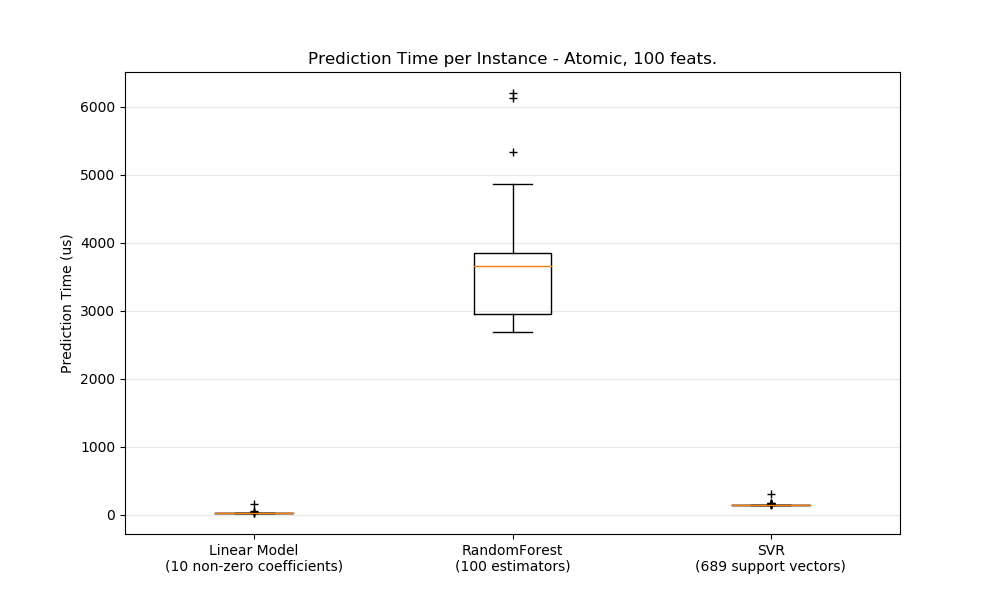 Prediction Time per Instance - Atomic, 100 feats.
Prediction Time (us)
6000
5000
4000
3000
2000
1000
0
Linear Model
(10 non-zero coefficients)
RandomForest
(100 estimators)
SVR
(689 support vectors)